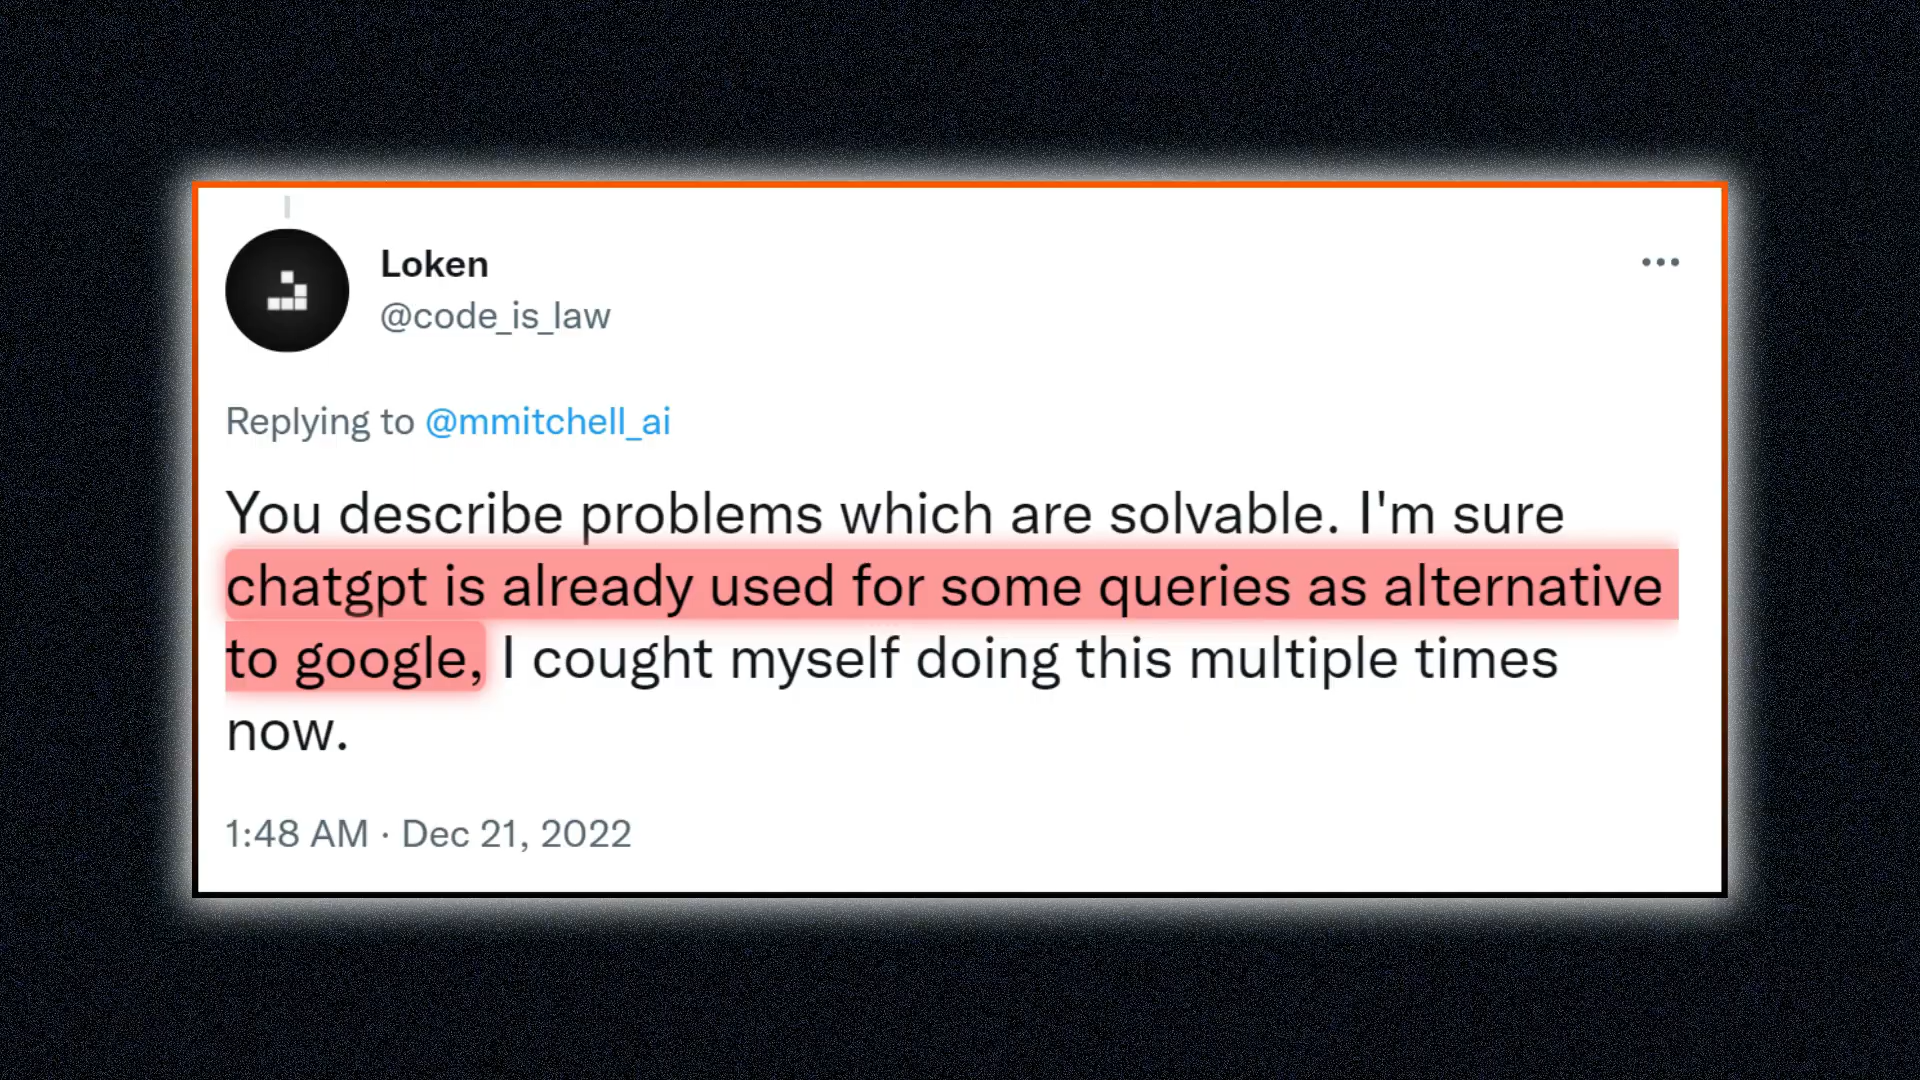 Loken
@code_is_law
Replying to @mmitchell_ai
You describe problems which are solvable. I'm sure
chatgpt is already used for some queries as alternative
to google, I cought myself doing this multiple times
now.
1:48 AM · Dec 21, 2022